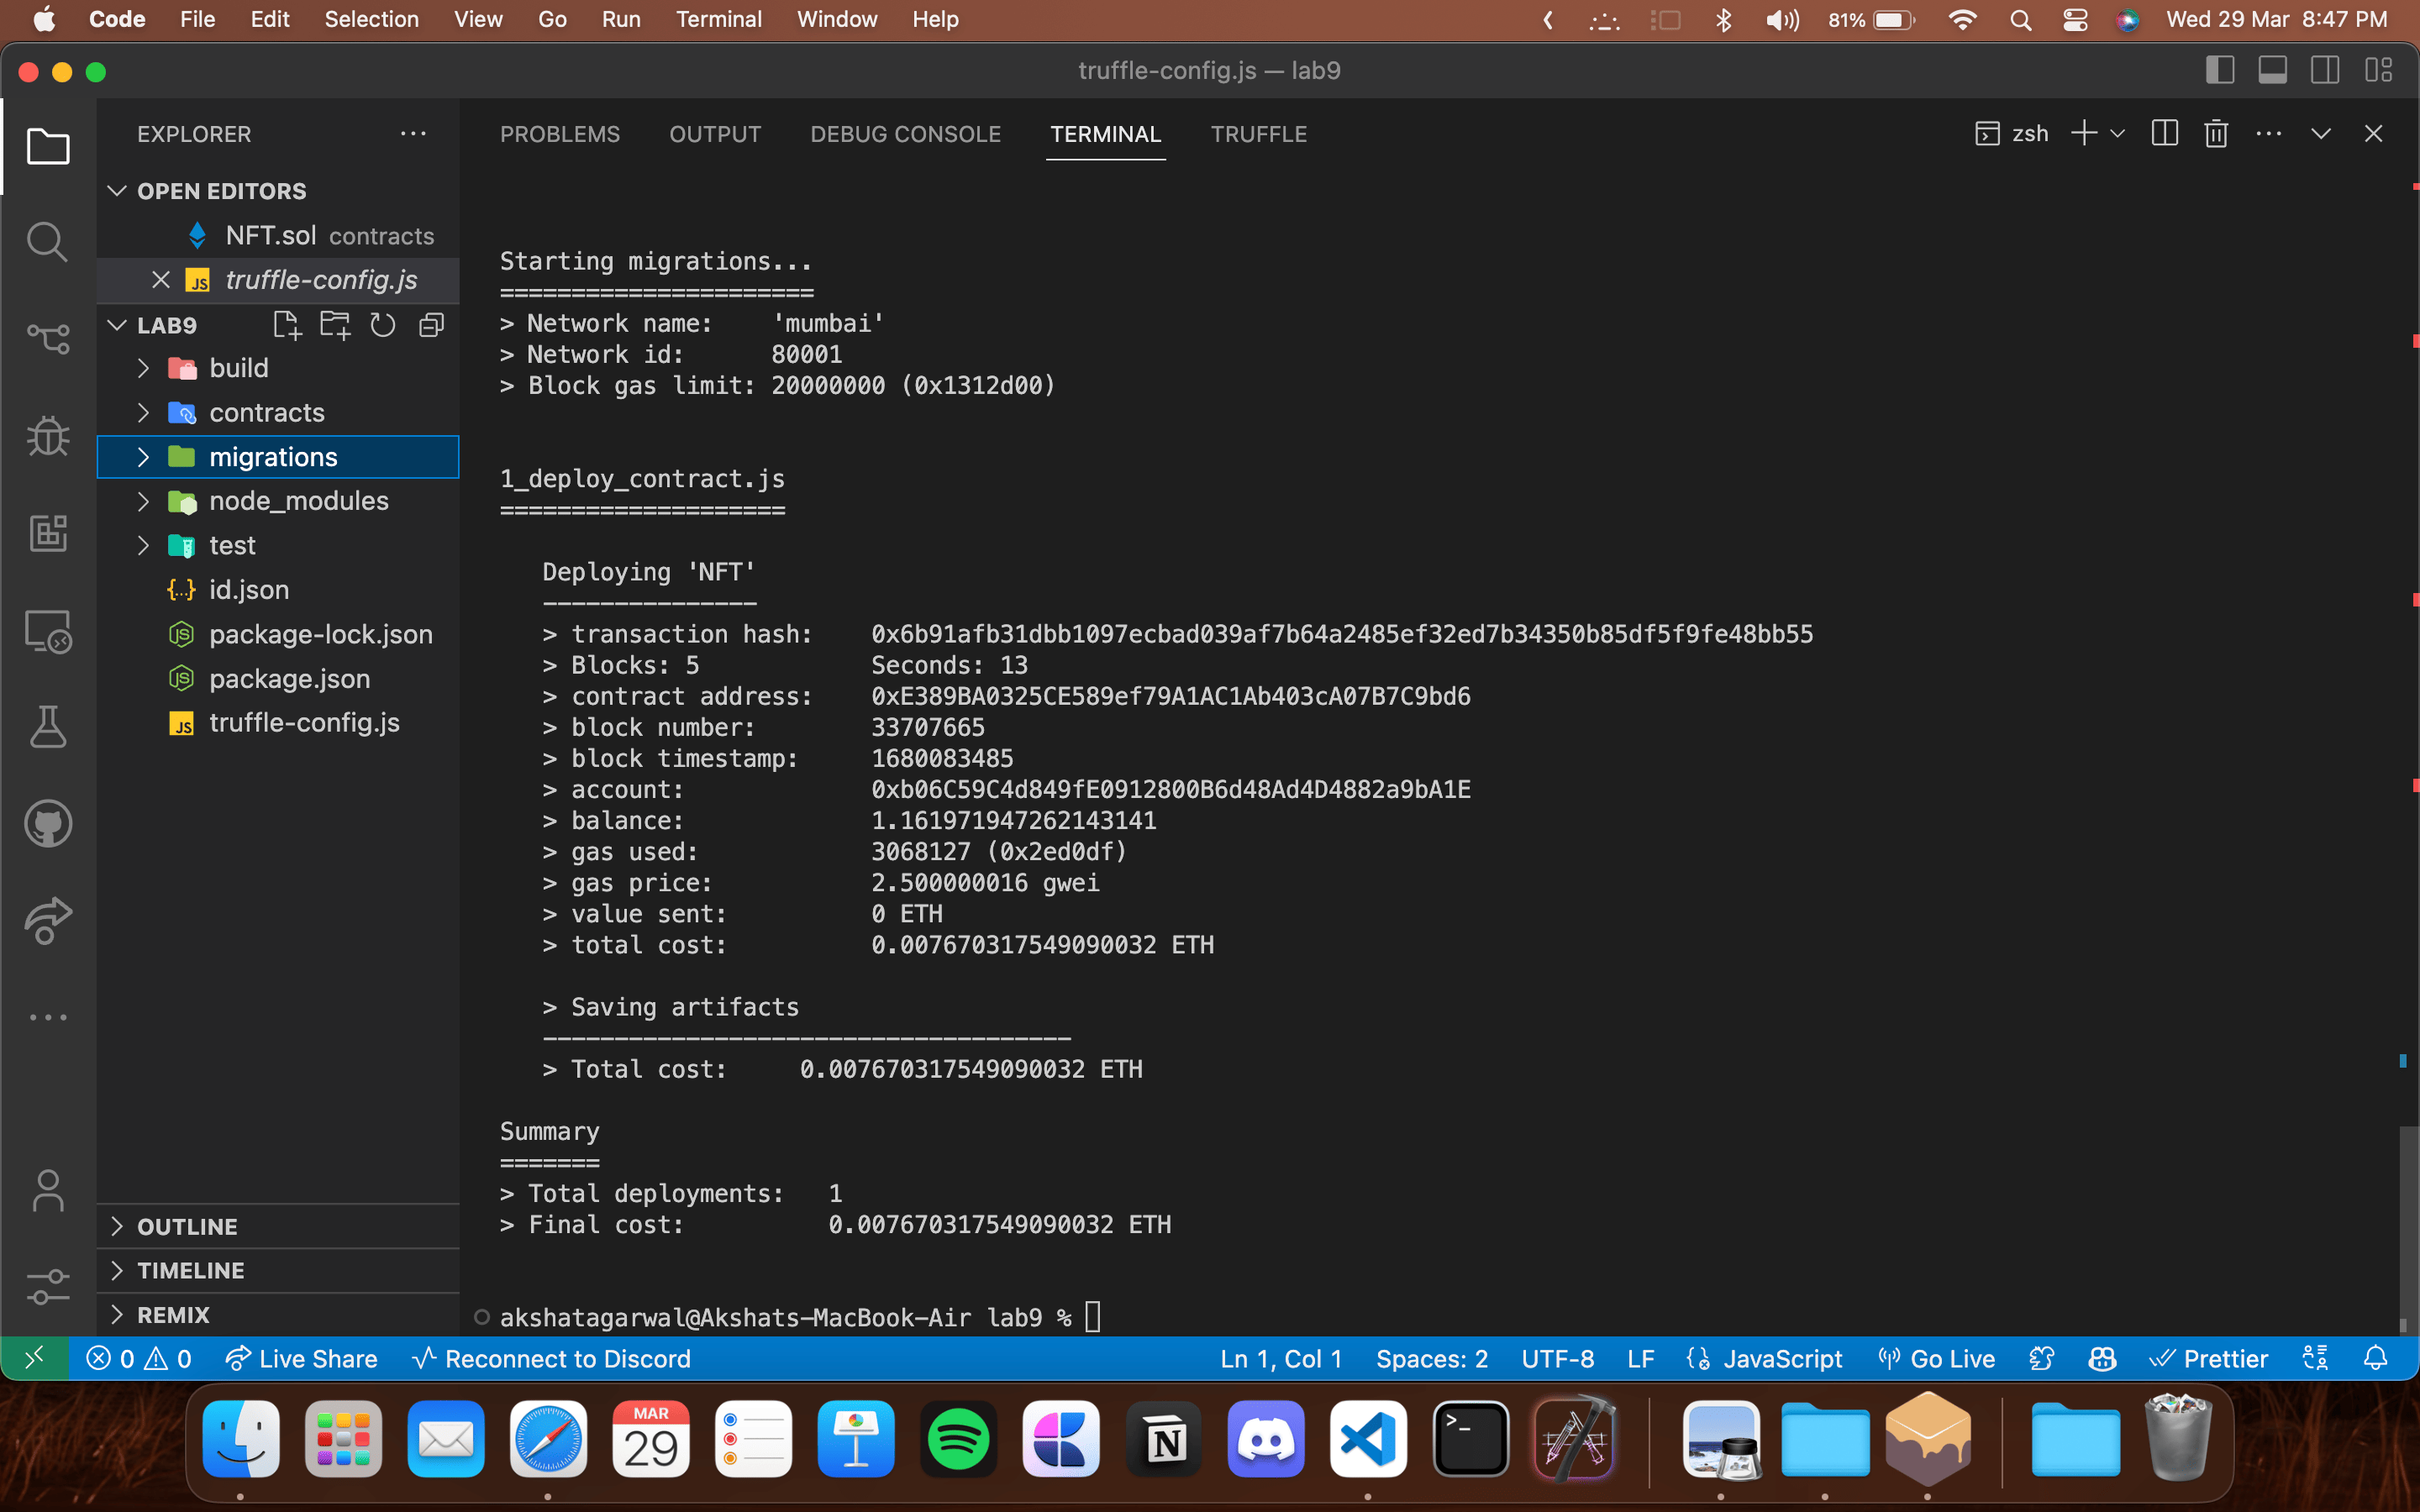 Code File Edit Selection View Go Run Terminal Window Help 81% Wed 29 Mar 8:47 PM
truffle-config.js — lab9
EXPLORER
OPEN EDITORS
NFT.sol contracts
JS truffle-config.js
LAB9
build
contracts
migrations
node_modules
test
{..} id.json
JS package-lock.json
JS package.json
JS truffle-config.js
OUTLINE
TIMELINE
REMIX
PROBLEMS OUTPUT DEBUG CONSOLE TERMINAL TRUFFLE zsh
Starting migrations...
======================
> Network name: 'mumbai'
> Network id: 80001
> Block gas limit: 20000000 (0x1312d00)
1_deploy_contract.js
====================
Deploying 'NFT'
---------------
> transaction hash: 0x6b91afb31dbb1097ecbad039af7b64a2485ef32ed7b34350b85df5f9fe48bb55
> Blocks: 5 Seconds: 13
> contract address: 0xE389BA0325CE589ef79A1AC1Ab403cA07B7C9bd6
> block number: 33707665
> block timestamp: 1680083485
> account: 0xb06C59C4d849fE0912800B6d48Ad4D4882a9bA1E
> balance: 1.161971947262143141
> gas used: 3068127 (0x2ed0df)
> gas price: 2.500000016 gwei
> value sent: 0 ETH
> total cost: 0.007670317549090032 ETH
> Saving artifacts
-------------------------------------
> Total cost: 0.007670317549090032 ETH
Summary
=======
> Total deployments: 1
> Final cost: 0.007670317549090032 ETH
akshatagarwal@Akshats-MacBook-Air lab9 %
0 0 Live Share Reconnect to Discord Ln 1, Col 1 Spaces: 2 UTF-8 LF JavaScript Go Live Prettier
MAR
29
N
>_